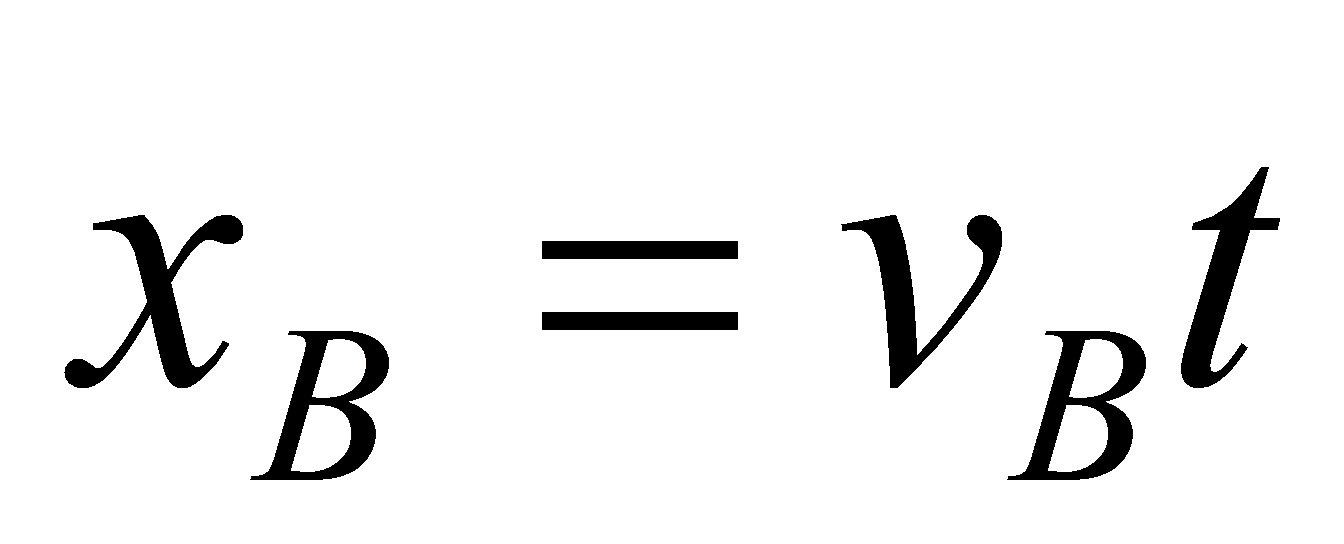 x_B = v_B t